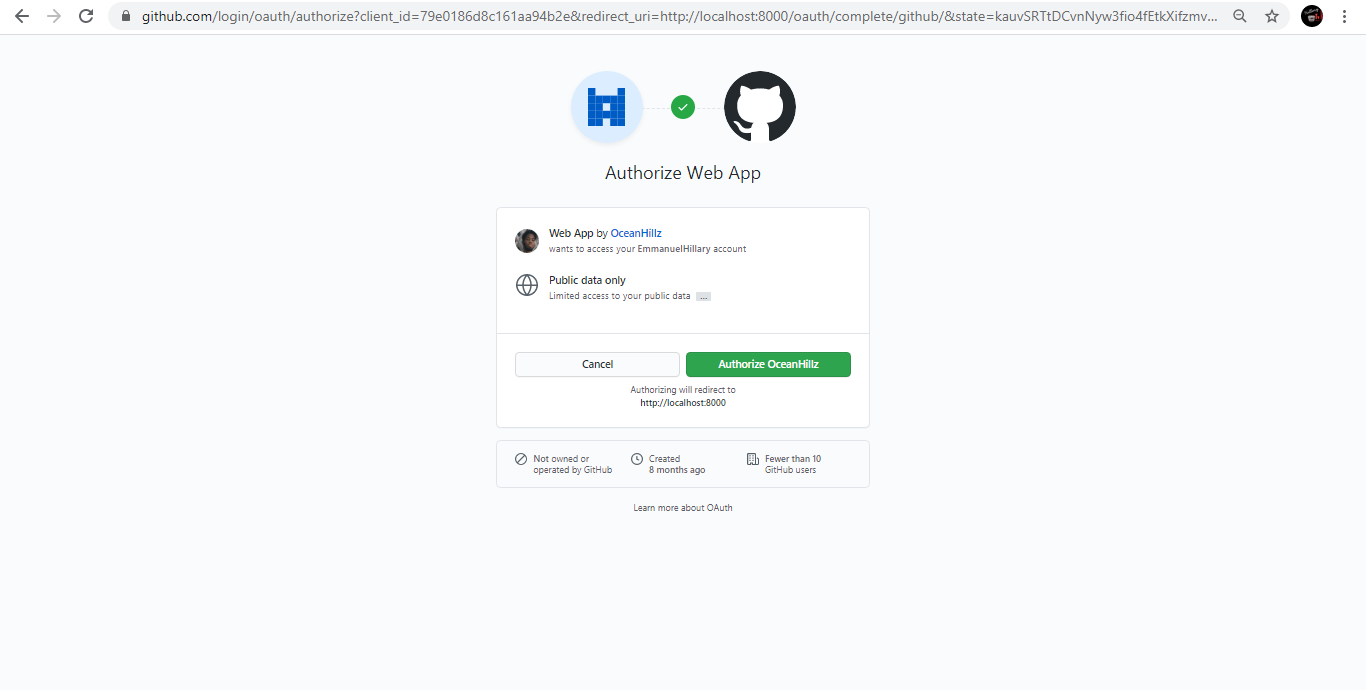 github.com/login/oauth/authorize?client_id=79e0186d8c161aa94b2e&redirect_uri=http://localhost:8000/oauth/complete/github/&state=kauvSRTtDCvnNyw3fio4fEtkXifzmv...
Authorize Web App
Web App by OceanHillz
wants to access your EmmanuelHillary account
Public data only
Limited access to your public data ...
Cancel
Authorize OceanHillz
Authorizing will redirect to
http://localhost:8000
Not owned or
operated by GitHub
Created
8 months ago
Fewer than 10
GitHub users
Learn more about OAuth